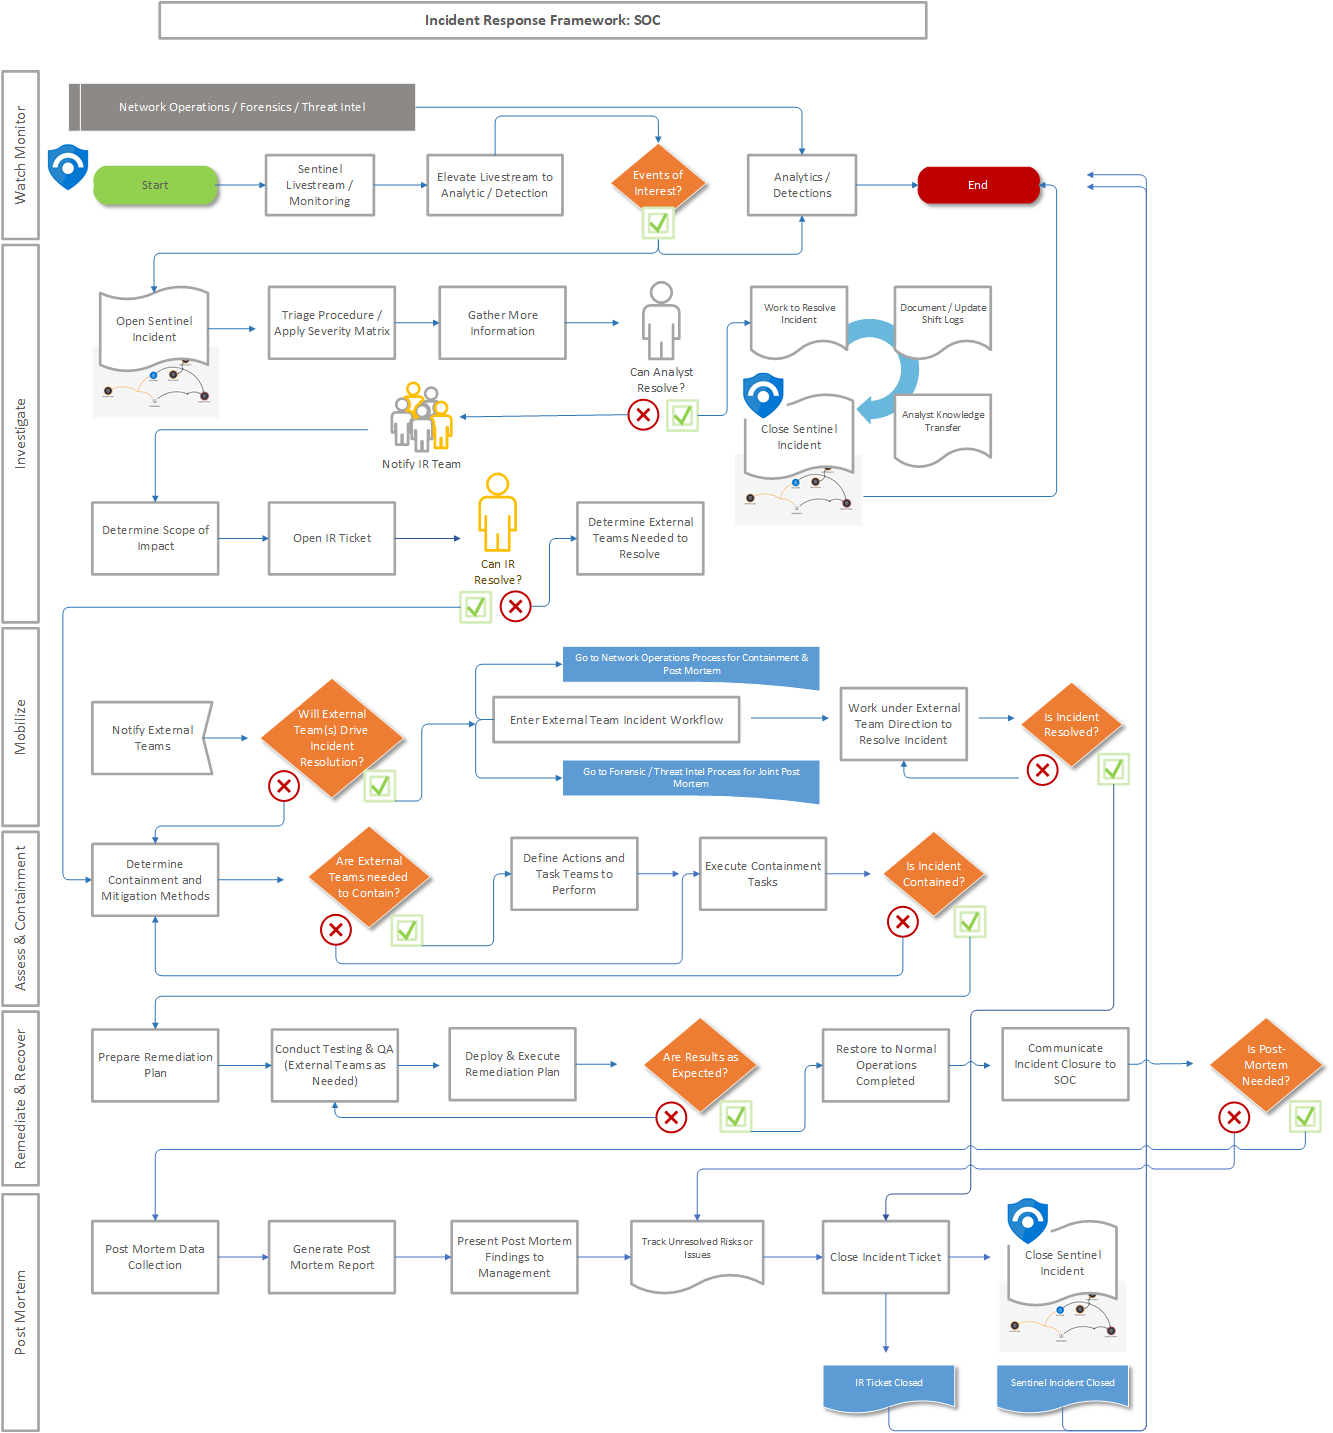 Incident Response Framework: SOC
Watch Monitor
Network Operations / Forensics / Threat Intel
Start
Sentinel
Livestream /
Monitoring
Elevate Livestream to
Analytic / Detection
Events of
Interest?
Analytics /
Detections
End
Investigate
Open Sentinel
Incident
Triage Procedure /
Apply Severity Matrix
Gather More
Information
Can Analyst
Resolve?
Work to Resolve
Incident
Document / Update
Shift Logs
Analyst Knowledge
Transfer
Close Sentinel
Incident
Notify IR Team
Determine Scope of
Impact
Open IR Ticket
Can IR
Resolve?
Determine External
Teams Needed to
Resolve
Mobilize
Notify External
Teams
Will External
Team(s) Drive
Incident
Resolution?
Go to Network Operations Process for Containment &
Post Mortem
Enter External Team Incident Workflow
Go to Forensic / Threat Intel Process for Joint Post
Mortem
Work under External
Team Direction to
Resolve Incident
Is Incident
Resolved?
Assess & Containment
Determine
Containment and
Mitigation Methods
Are External
Teams needed
to Contain?
Define Actions and
Task Teams to
Perform
Execute Containment
Tasks
Is Incident
Contained?
Remediate & Recover
Prepare Remediation
Plan
Conduct Testing & QA
(External Teams as
Needed)
Deploy & Execute
Remediation Plan
Are Results as
Expected?
Restore to Normal
Operations
Completed
Communicate
Incident Closure to
SOC
Is Post-
Mortem
Needed?
Post Mortem
Post Mortem Data
Collection
Generate Post
Mortem Report
Present Post Mortem
Findings to
Management
Track Unresolved Risks or
Issues
Close Incident Ticket
Close Sentinel
Incident
IR Ticket Closed
Sentinel Incident Closed